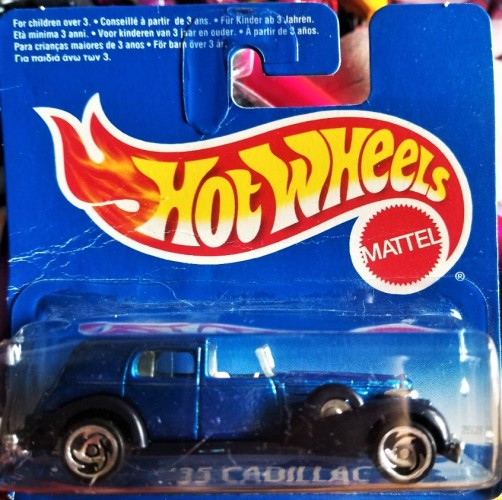 For children over 3. • Conseillé à partir de 3 ans. • Für Kinder ab 3 Jahren.
Età minima 3 anni. • Voor kinderen van 3 jaar en ouder. • A partir de 3 años.
Para crianças maiores de 3 anos • För barn över 3 år.
Για παιδιά άνω των 3.
HOT WHEELS
MATTEL
®
'35 CADILLAC